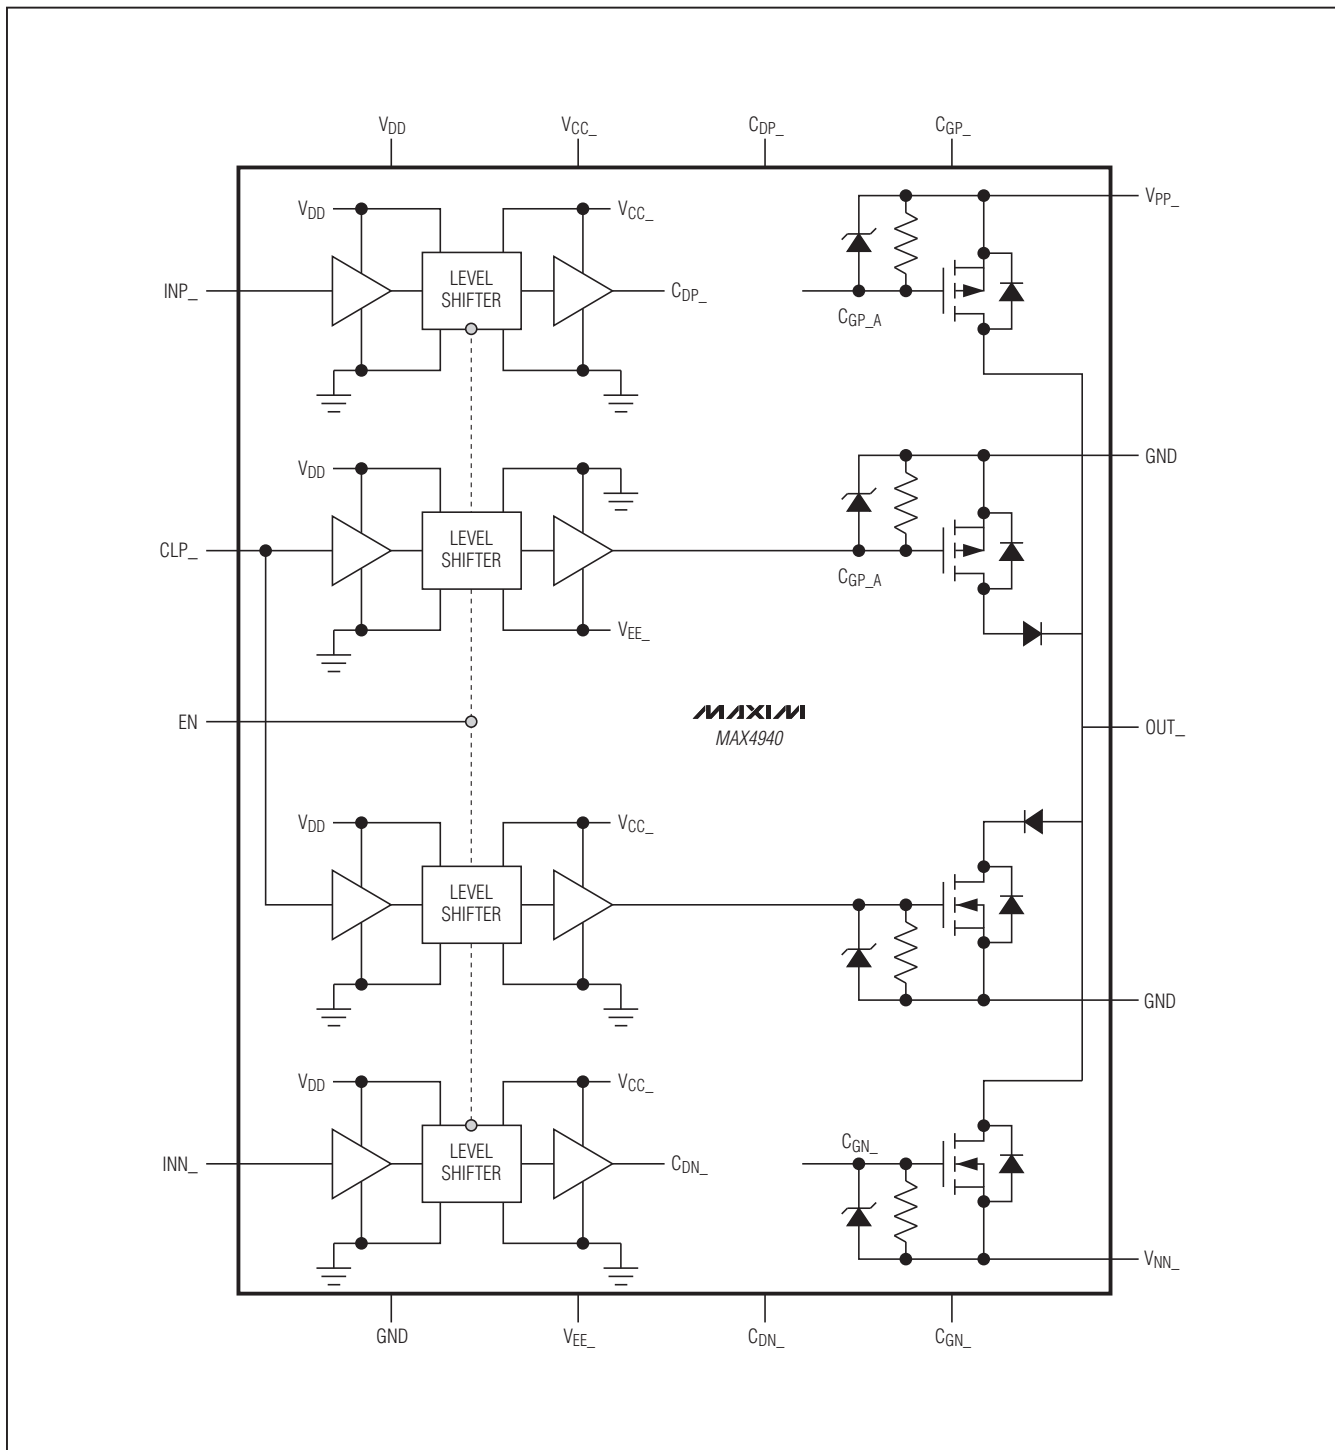 VDD VCC_ CDP_ CGP_
VPP_
VDD VCC_
INP_ LEVEL SHIFTER CDP_
CGP_A
VDD
GND
CLP_ LEVEL SHIFTER
CGP_A
VEE_
EN
MAXIM
MAX4940
OUT_
VDD VCC_
LEVEL SHIFTER
GND
VDD VCC_
INN_ LEVEL SHIFTER CDN_
CGN_
VNN_
GND VEE_ CDN_ CGN_